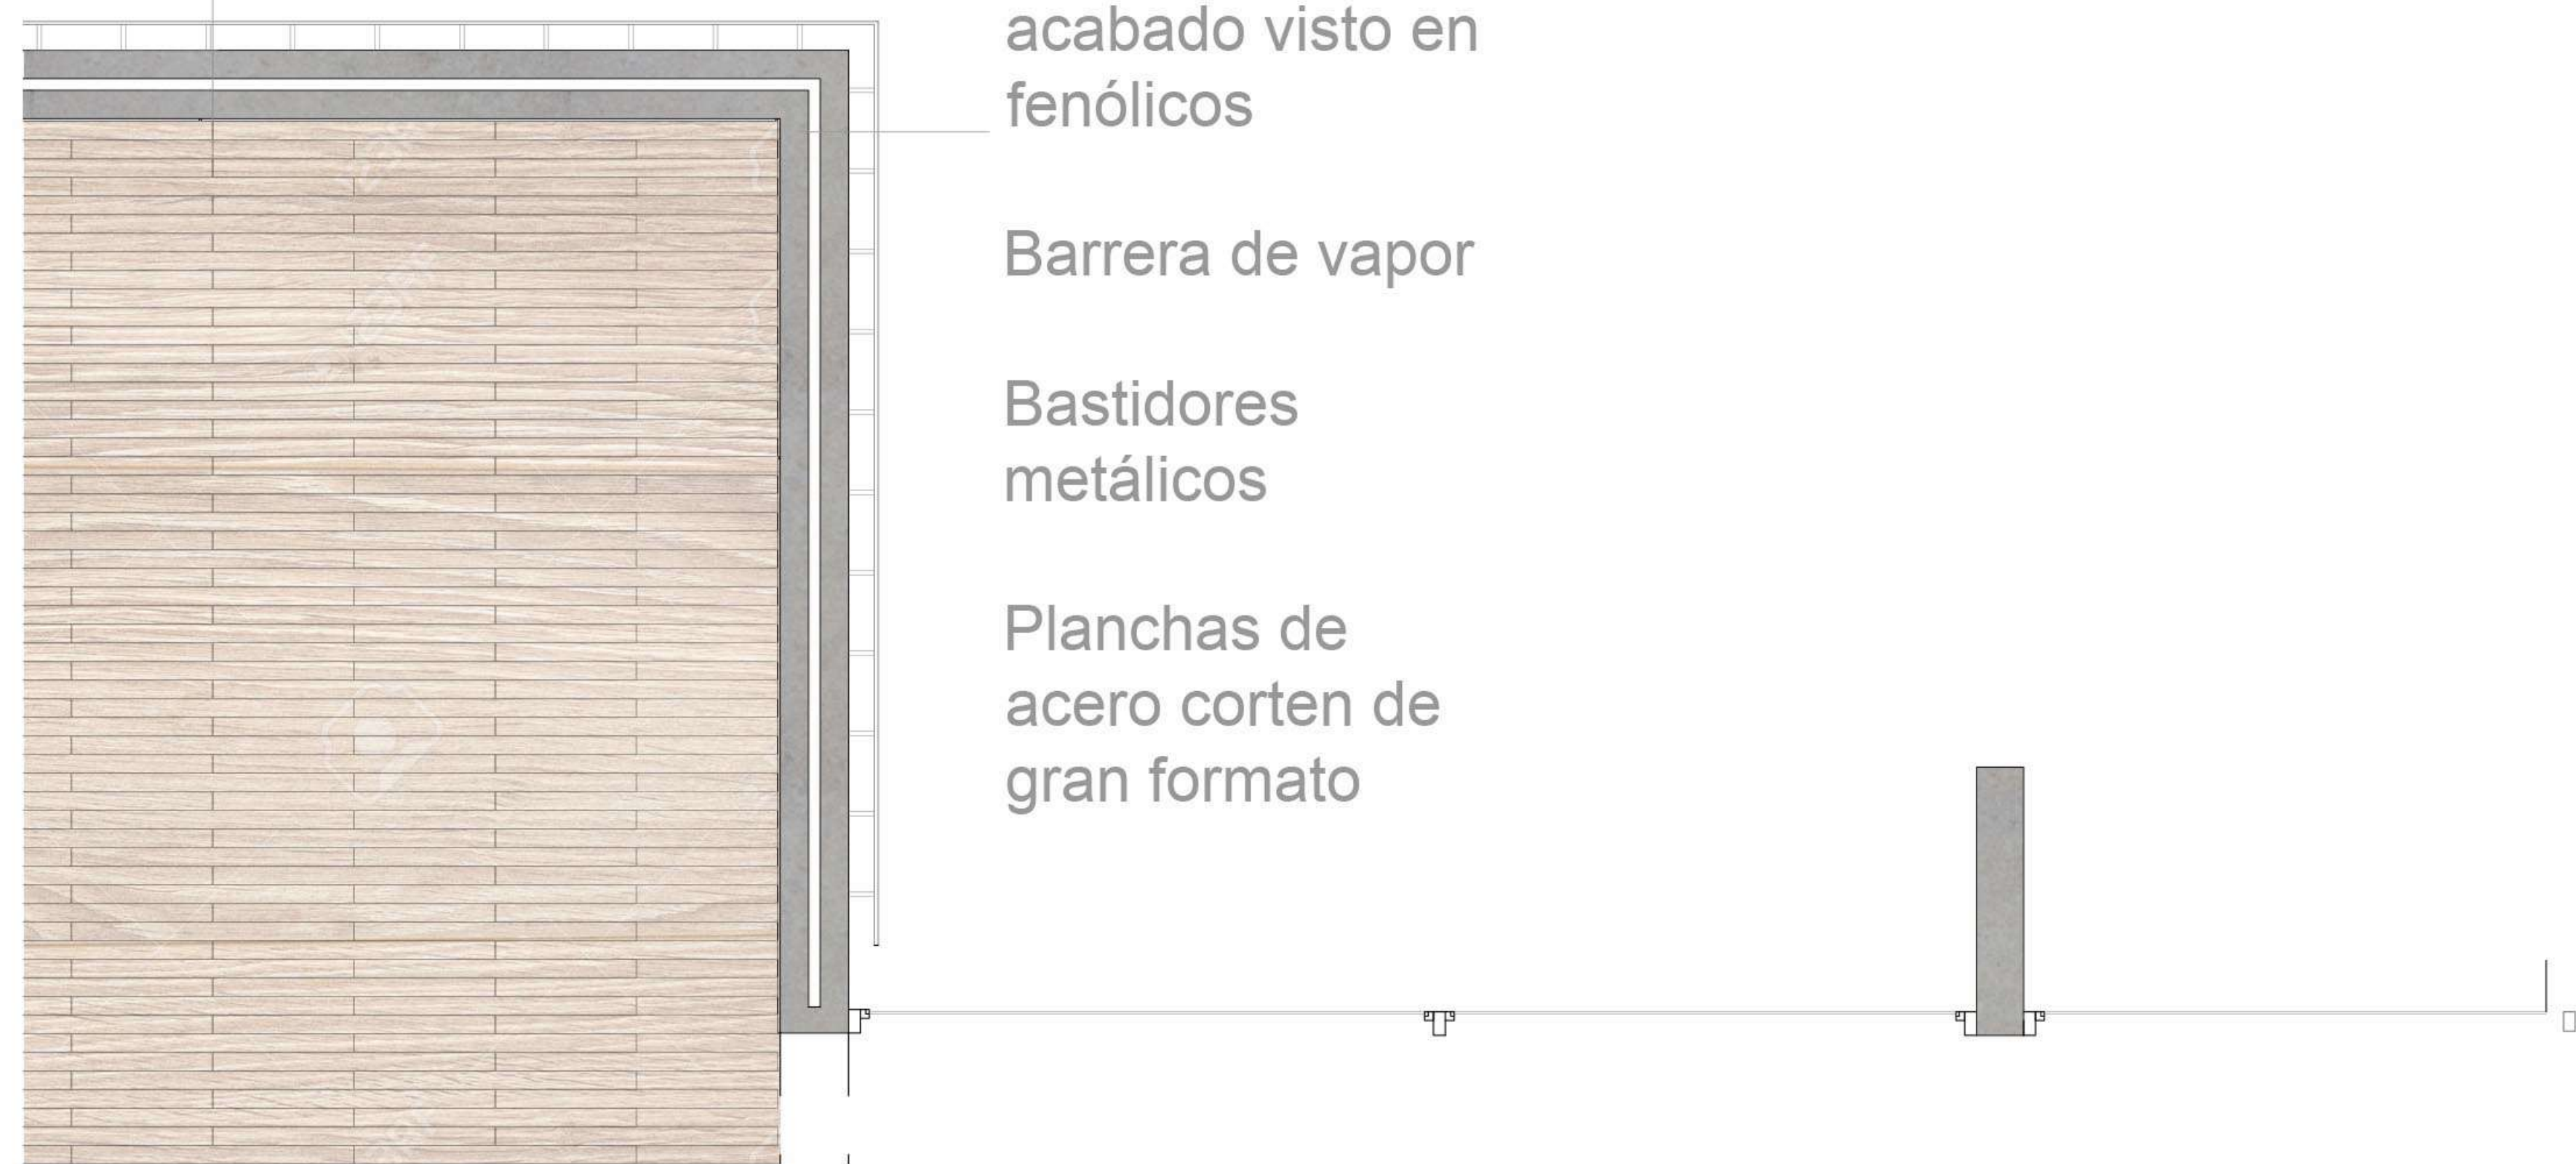 acabado visto en
fenólicos
Barrera de vapor
Bastidores
metálicos
Planchas de
acero corten de
gran formato